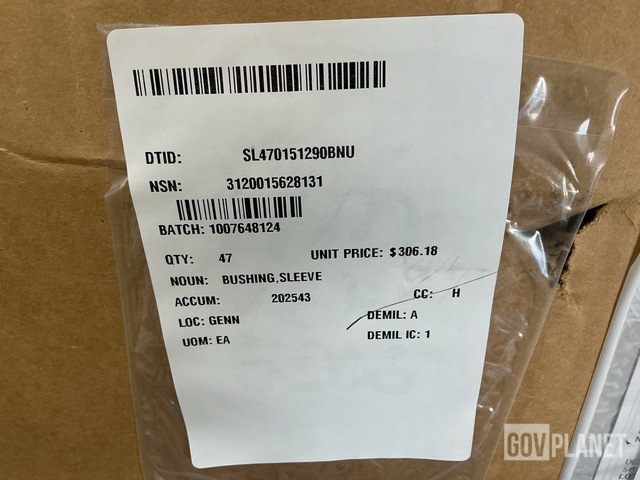 DTID: SL470151290BNU
NSN: 3120015628131
BATCH: 1007648124
QTY: 47 UNIT PRICE: $306.18
NOUN: BUSHING,SLEEVE
ACCUM: 202543 CC: H
LOC: GENN DEMIL: A
UOM: EA DEMIL IC: 1
GOVPLANET